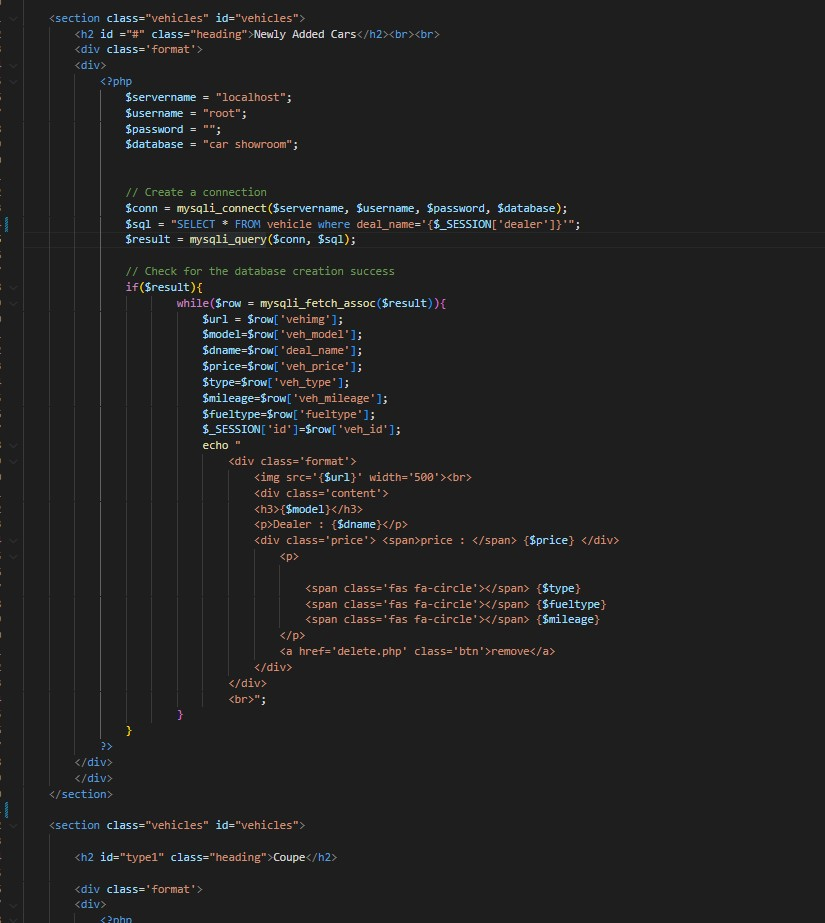 <section class="vehicles" id="vehicles">
<h2 id ="#" class="heading">Newly Added Cars</h2><br><br>
<div class='format'>
<div>
<?php
$servername = "localhost";
$username = "root";
$password = "";
$database = "car showroom";
// Create a connection
$conn = mysqli_connect($servername, $username, $password, $database);
$sql = "SELECT * FROM vehicle where deal_name='{$_SESSION['dealer']}'";
$result = mysqli_query($conn, $sql);
// Check for the database creation success
if($result){
while($row = mysqli_fetch_assoc($result)){
$url = $row['vehimg'];
$model=$row['veh_model'];
$dname=$row['deal_name'];
$price=$row['veh_price'];
$type=$row['veh_type'];
$mileage=$row['veh_mileage'];
$fueltype=$row['fueltype'];
$_SESSION['id']=$row['veh_id'];
echo "
<div class='format'>
<img src='{$url}' width='500'><br>
<div class='content'>
<h3>{$model}</h3>
<p>Dealer : {$dname}</p>
<div class='price'> <span>price : </span> {$price} </div>
<p>
<span class='fas fa-circle'></span> {$type}
<span class='fas fa-circle'></span> {$fueltype}
<span class='fas fa-circle'></span> {$mileage}
</p>
<a href='delete.php' class='btn'>remove</a>
</div>
</div>
<br>";
}
}
?>
</div>
</div>
</section>
<section class="vehicles" id="vehicles">
<h2 id="type1" class="heading">Coupe</h2>
<div class='format'>
<div>
<?php